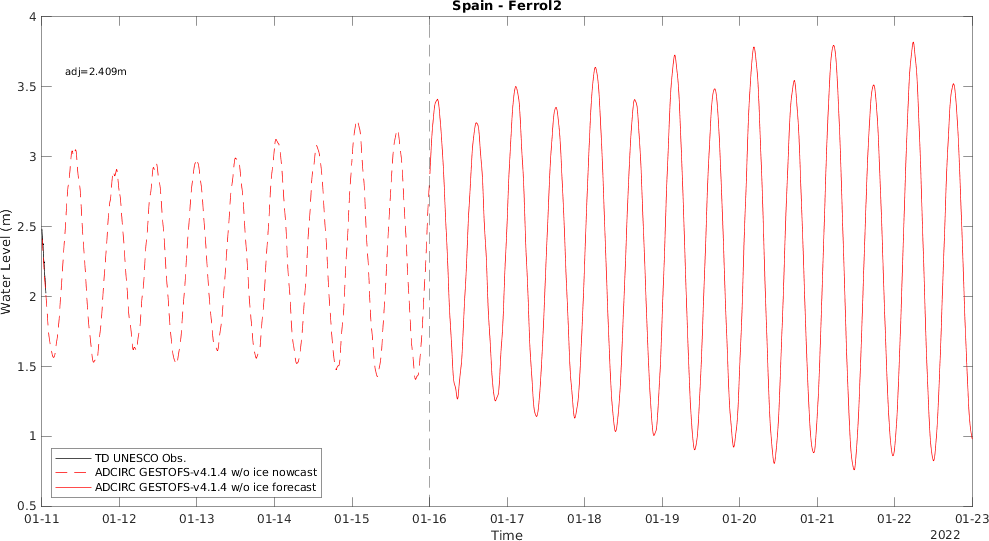 Spain - Ferrol2
4
adj=2.409m
3.5
3
2.5
2
1.5
1
0.5
Water Level (m)
TD UNESCO Obs.
ADCIRC GESTOFS-v4.1.4 w/o ice nowcast
ADCIRC GESTOFS-v4.1.4 w/o ice forecast
01-11 01-12 01-13 01-14 01-15 01-16 01-17 01-18 01-19 01-20 01-21 01-22 01-23
Time
2022